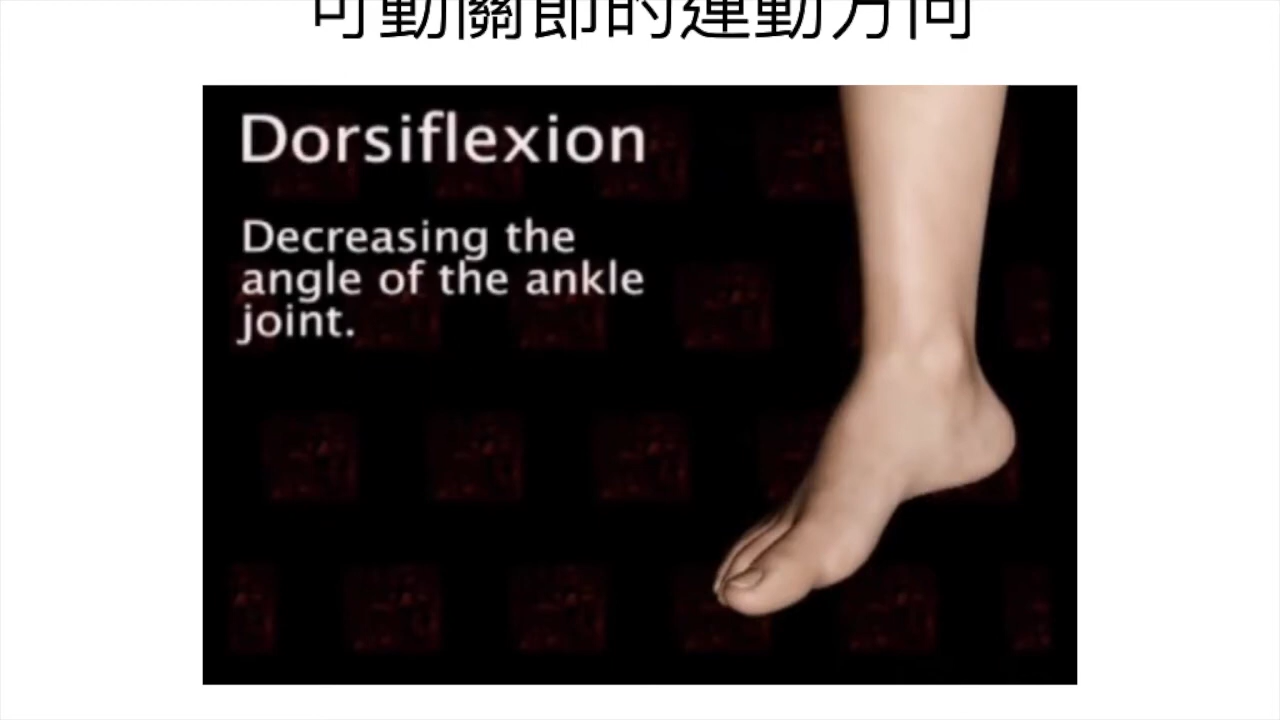 可動關節的運動方向
Dorsiflexion
Decreasing the
angle of the ankle
joint.